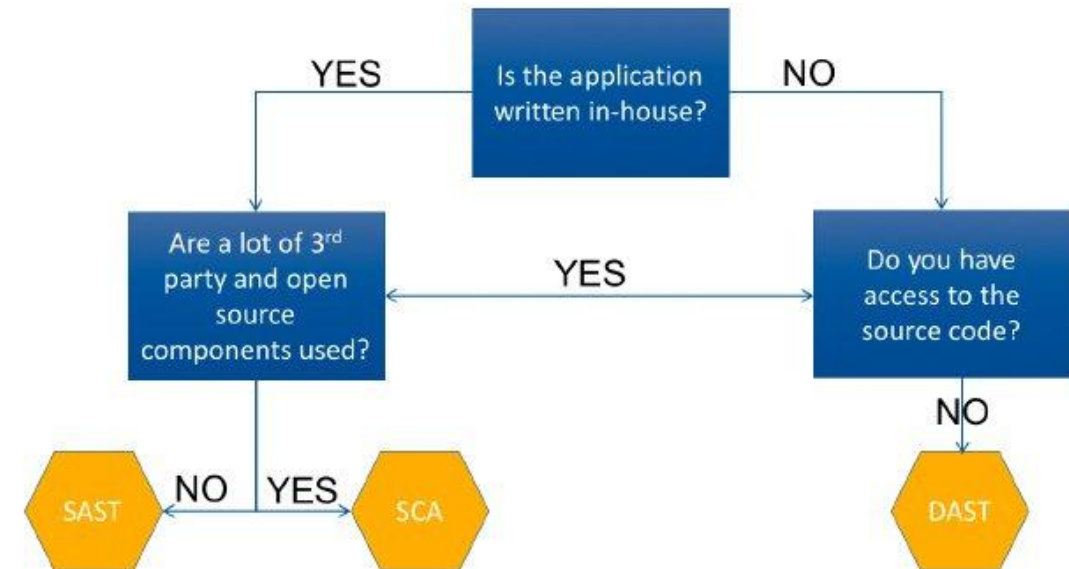 Is the application
written in-house?
YES
NO
Are a lot of 3rd
party and open
source
components used?
YES
Do you have
access to the
source code?
NO
NO
YES
SAST
SCA
DAST